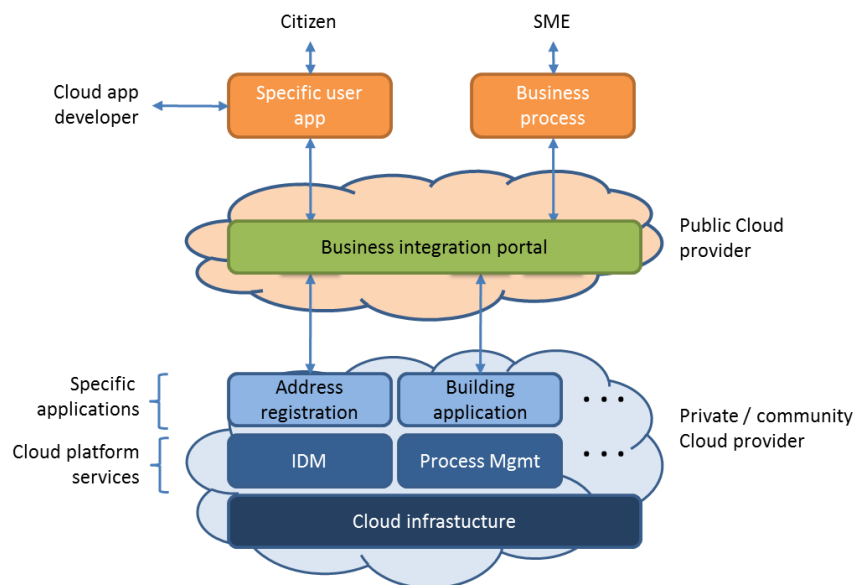 Citizen
SME
Cloud app
developer
Specific user
app
Business
process
Business integration portal
Public Cloud
provider
Specific
applications
Address
registration
Building
application
...
Private / community
Cloud provider
Cloud platform
services
IDM
Process Mgmt
...
Cloud infrastucture